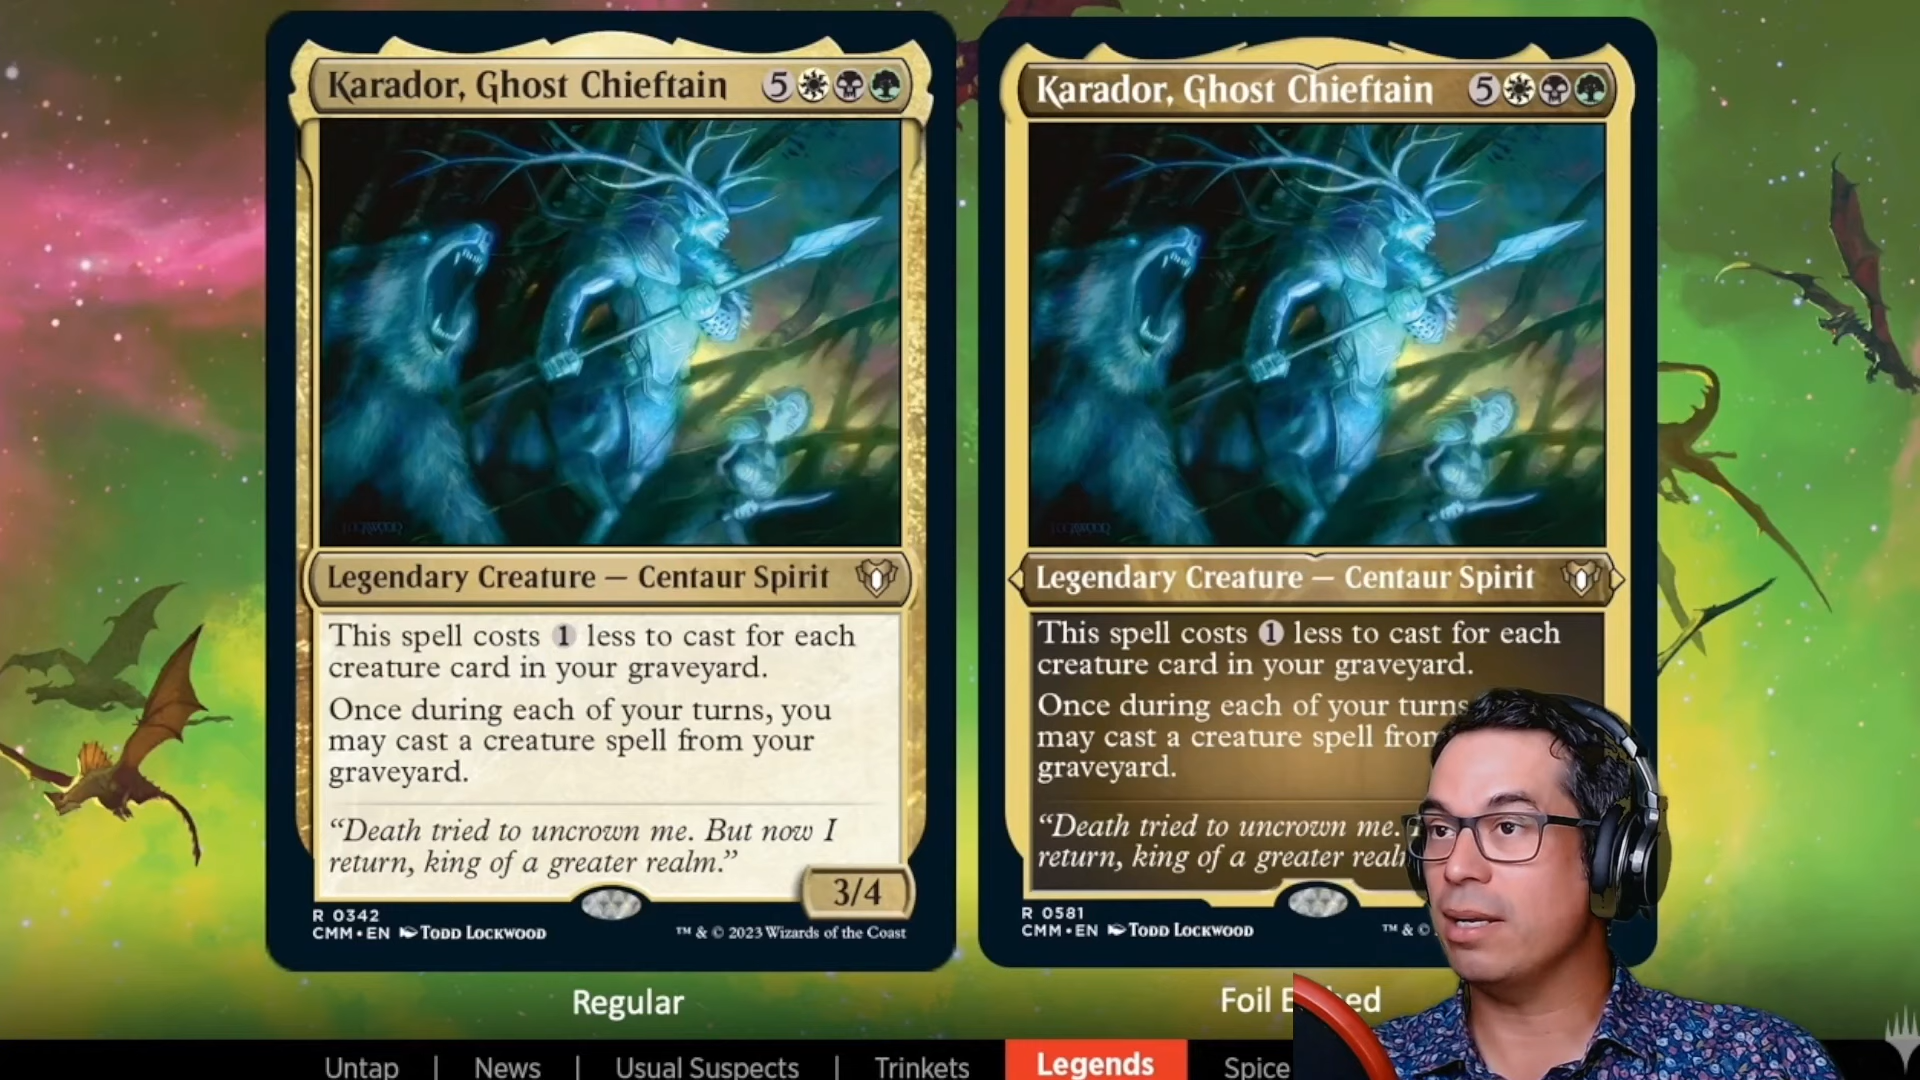 Karador, Ghost Chieftain 5
LOCKWOOD
Legendary Creature — Centaur Spirit
This spell costs 1 less to cast for each
creature card in your graveyard.
Once during each of your turns, you
may cast a creature spell from your
graveyard.
“Death tried to uncrown me. But now I
return, king of a greater realm.”
3/4
R 0342
CMM • EN TODD LOCKWOOD
™ & © 2023 Wizards of the Coast
Regular
Karador, Ghost Chieftain 5
LOCKWOOD
Legendary Creature — Centaur Spirit
This spell costs 1 less to cast for each
creature card in your graveyard.
Once during each of your turns
may cast a creature spell from
graveyard.
“Death tried to uncrown me.
return, king of a greater
R 0581
CMM • EN TODD LOCKWOOD
™ & ©
Foil
Untap | News | Usual Suspects | Trinkets Legends Spice